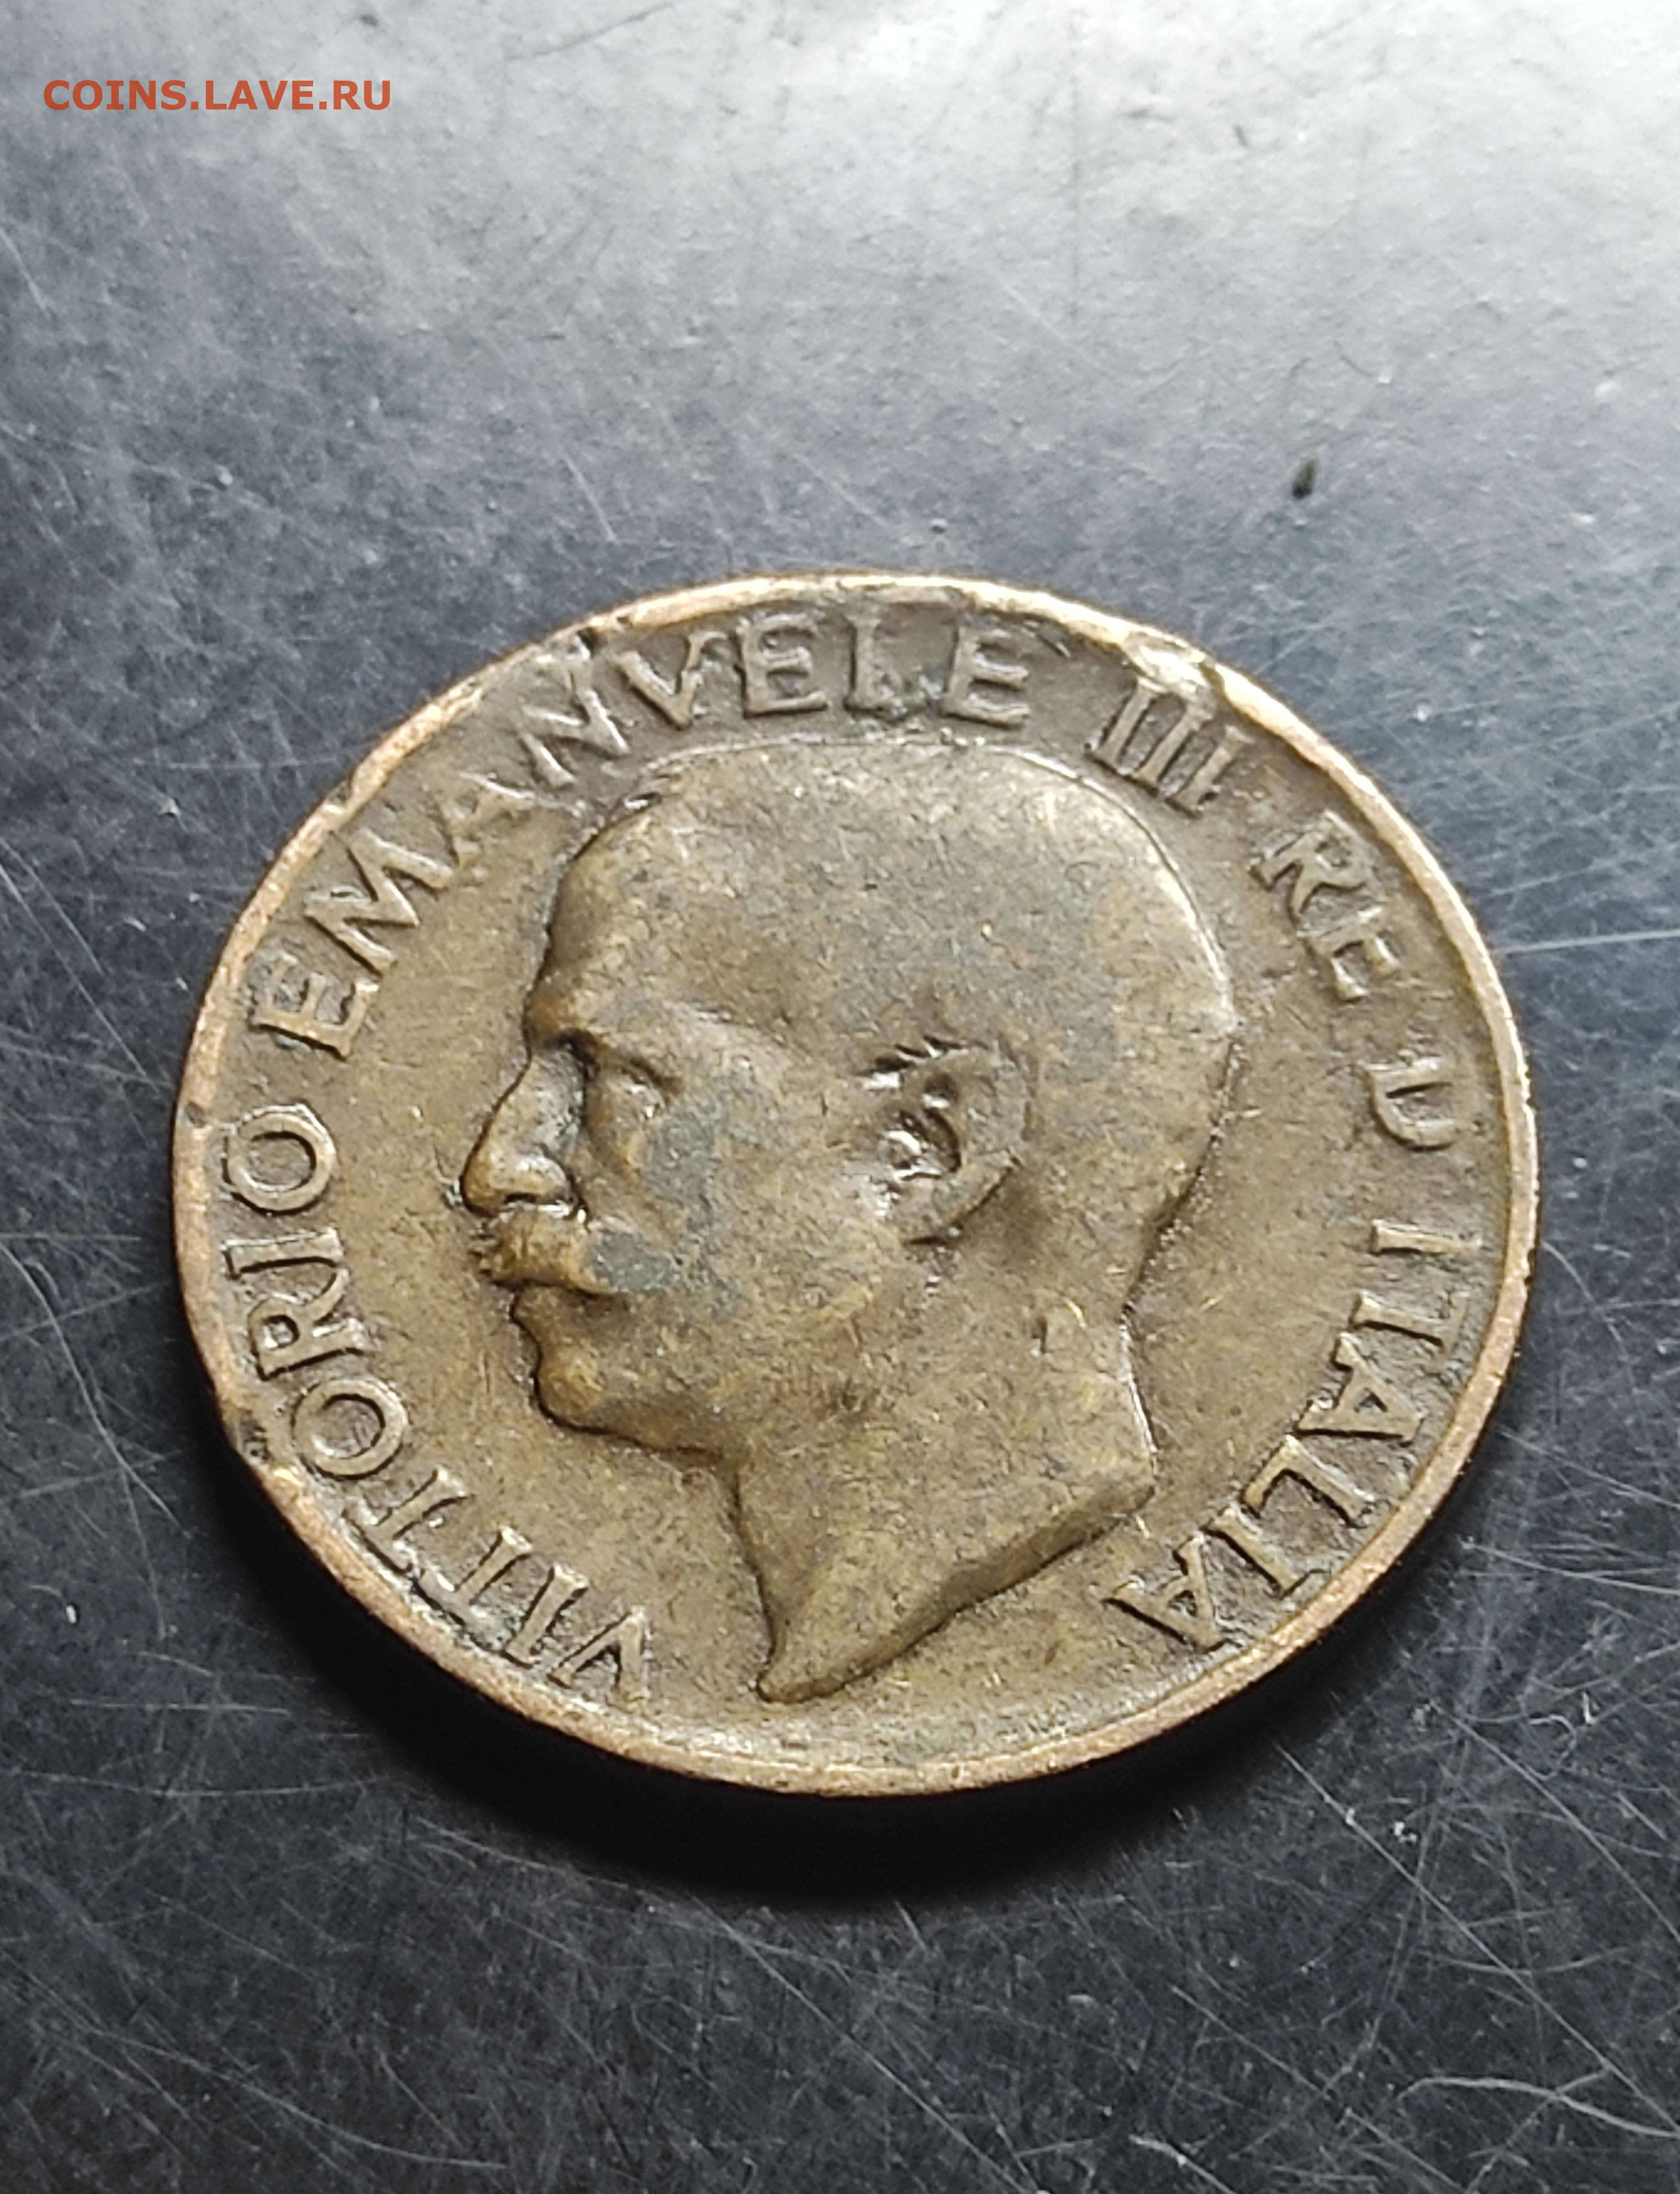 COINS.LAVE.RU
VITTORIO EMANVELE III RE D ITALIA